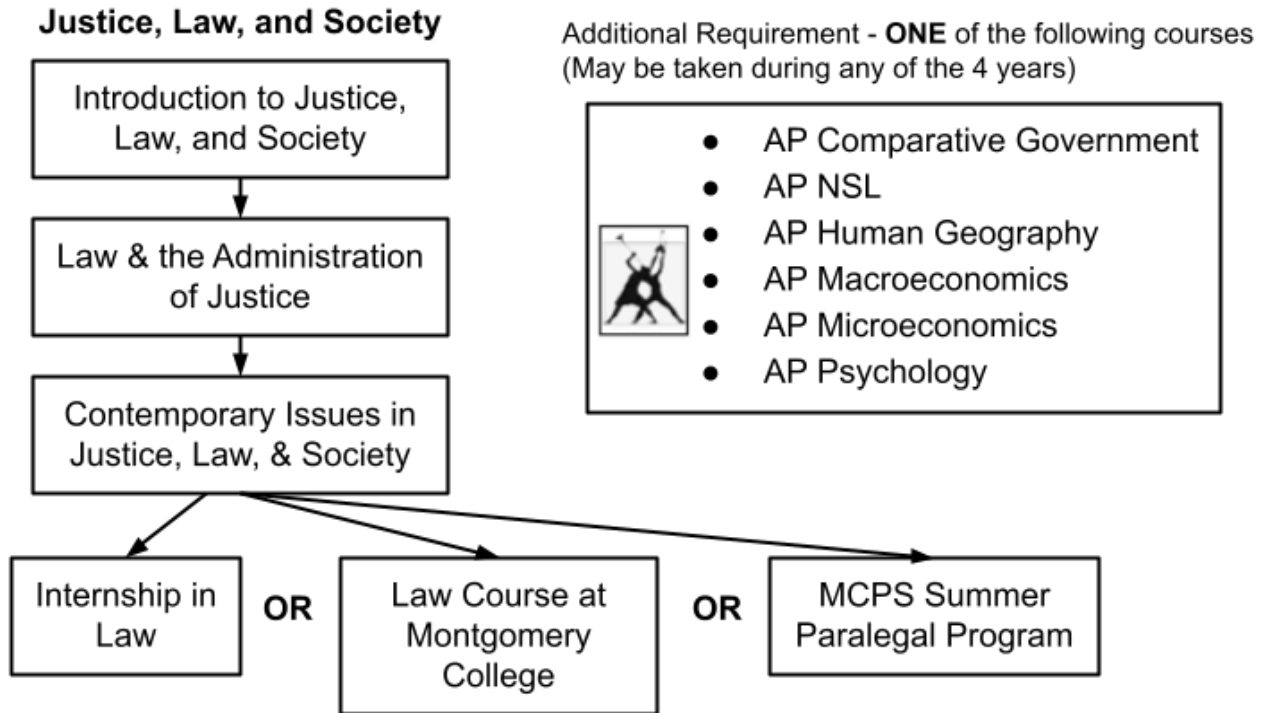 Justice, Law, and Society
Introduction to Justice,
Law, and Society
Law & the Administration
of Justice
Contemporary Issues in
Justice, Law, & Society
Internship in
Law
OR
Law Course at
Montgomery
College
OR
MCPS Summer
Paralegal Program
Additional Requirement - ONE of the following courses
(May be taken during any of the 4 years)
● AP Comparative Government
● AP NSL
● AP Human Geography
● AP Macroeconomics
● AP Microeconomics
● AP Psychology